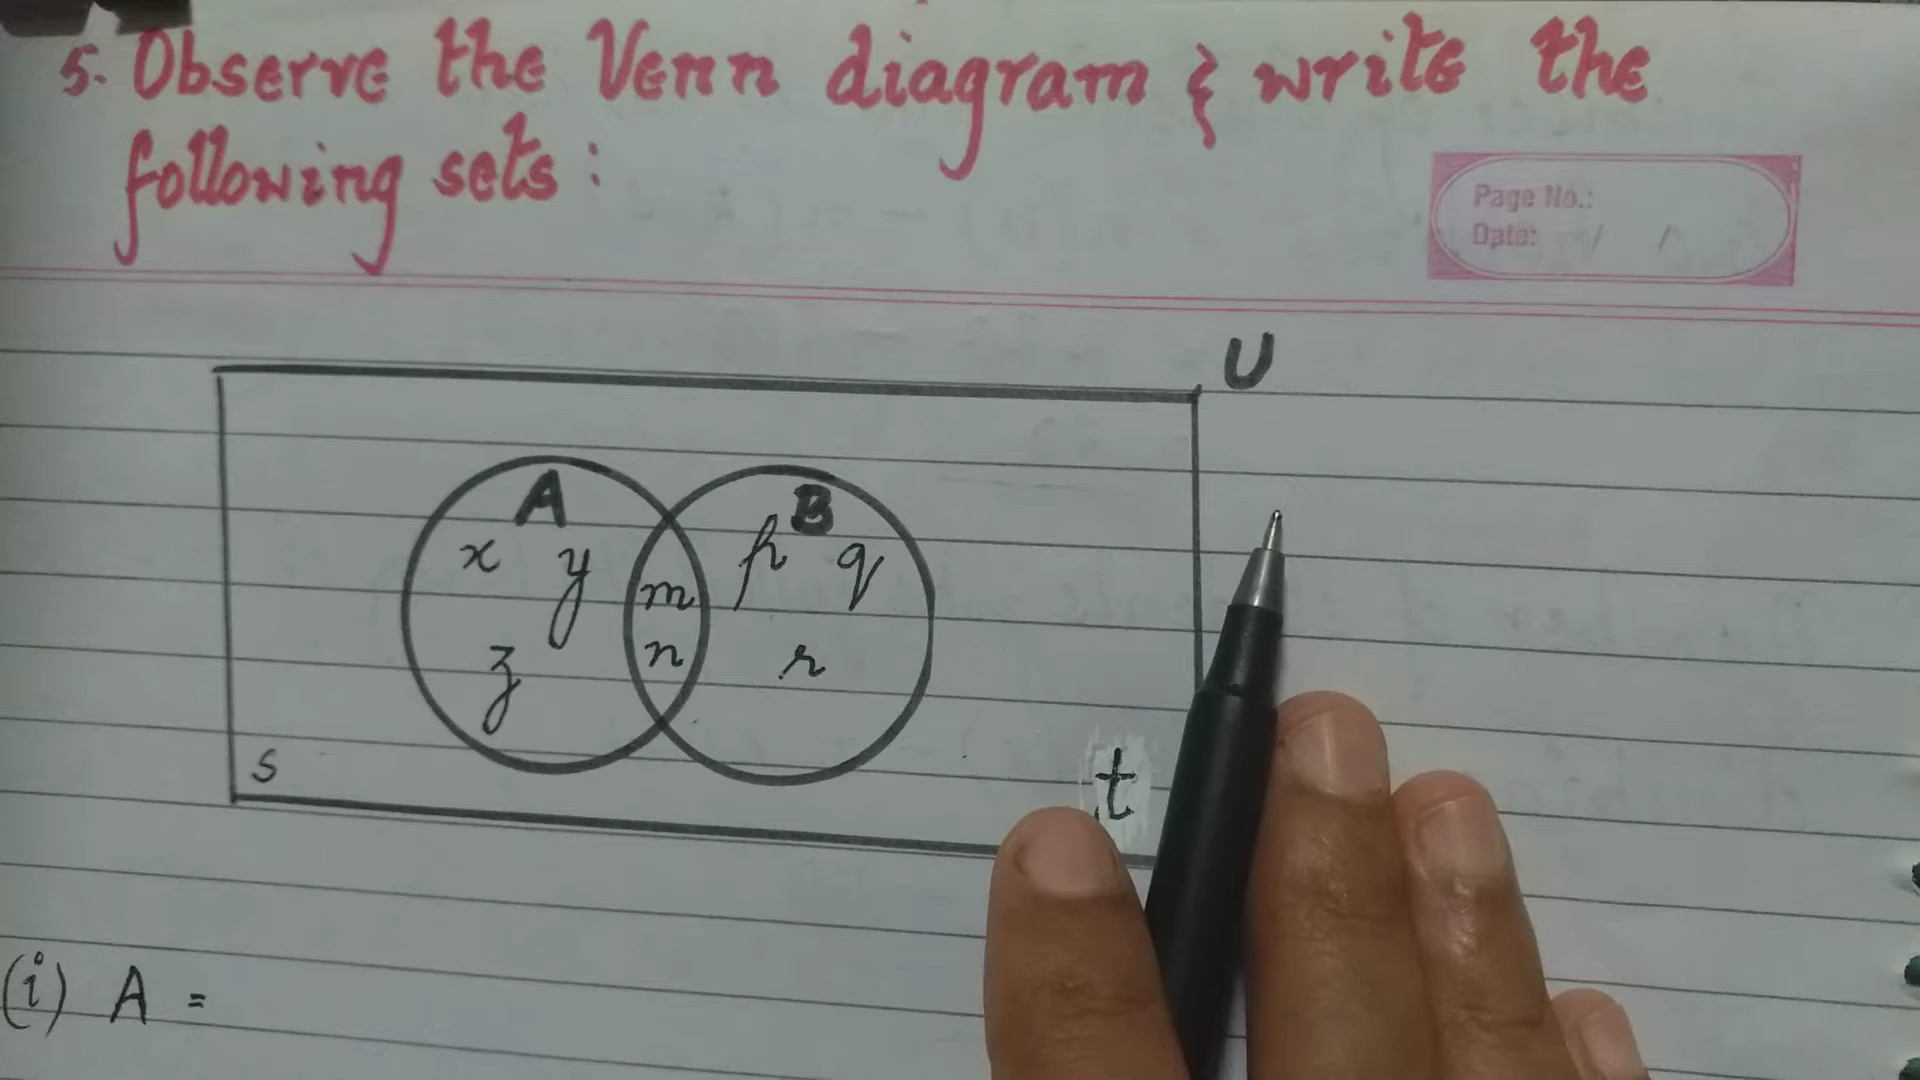 5. Observe the Venn diagram & write the
following sets :
Page No.:
Date: / /
U
A B
x y m p q
z n r
s t
(i) A =